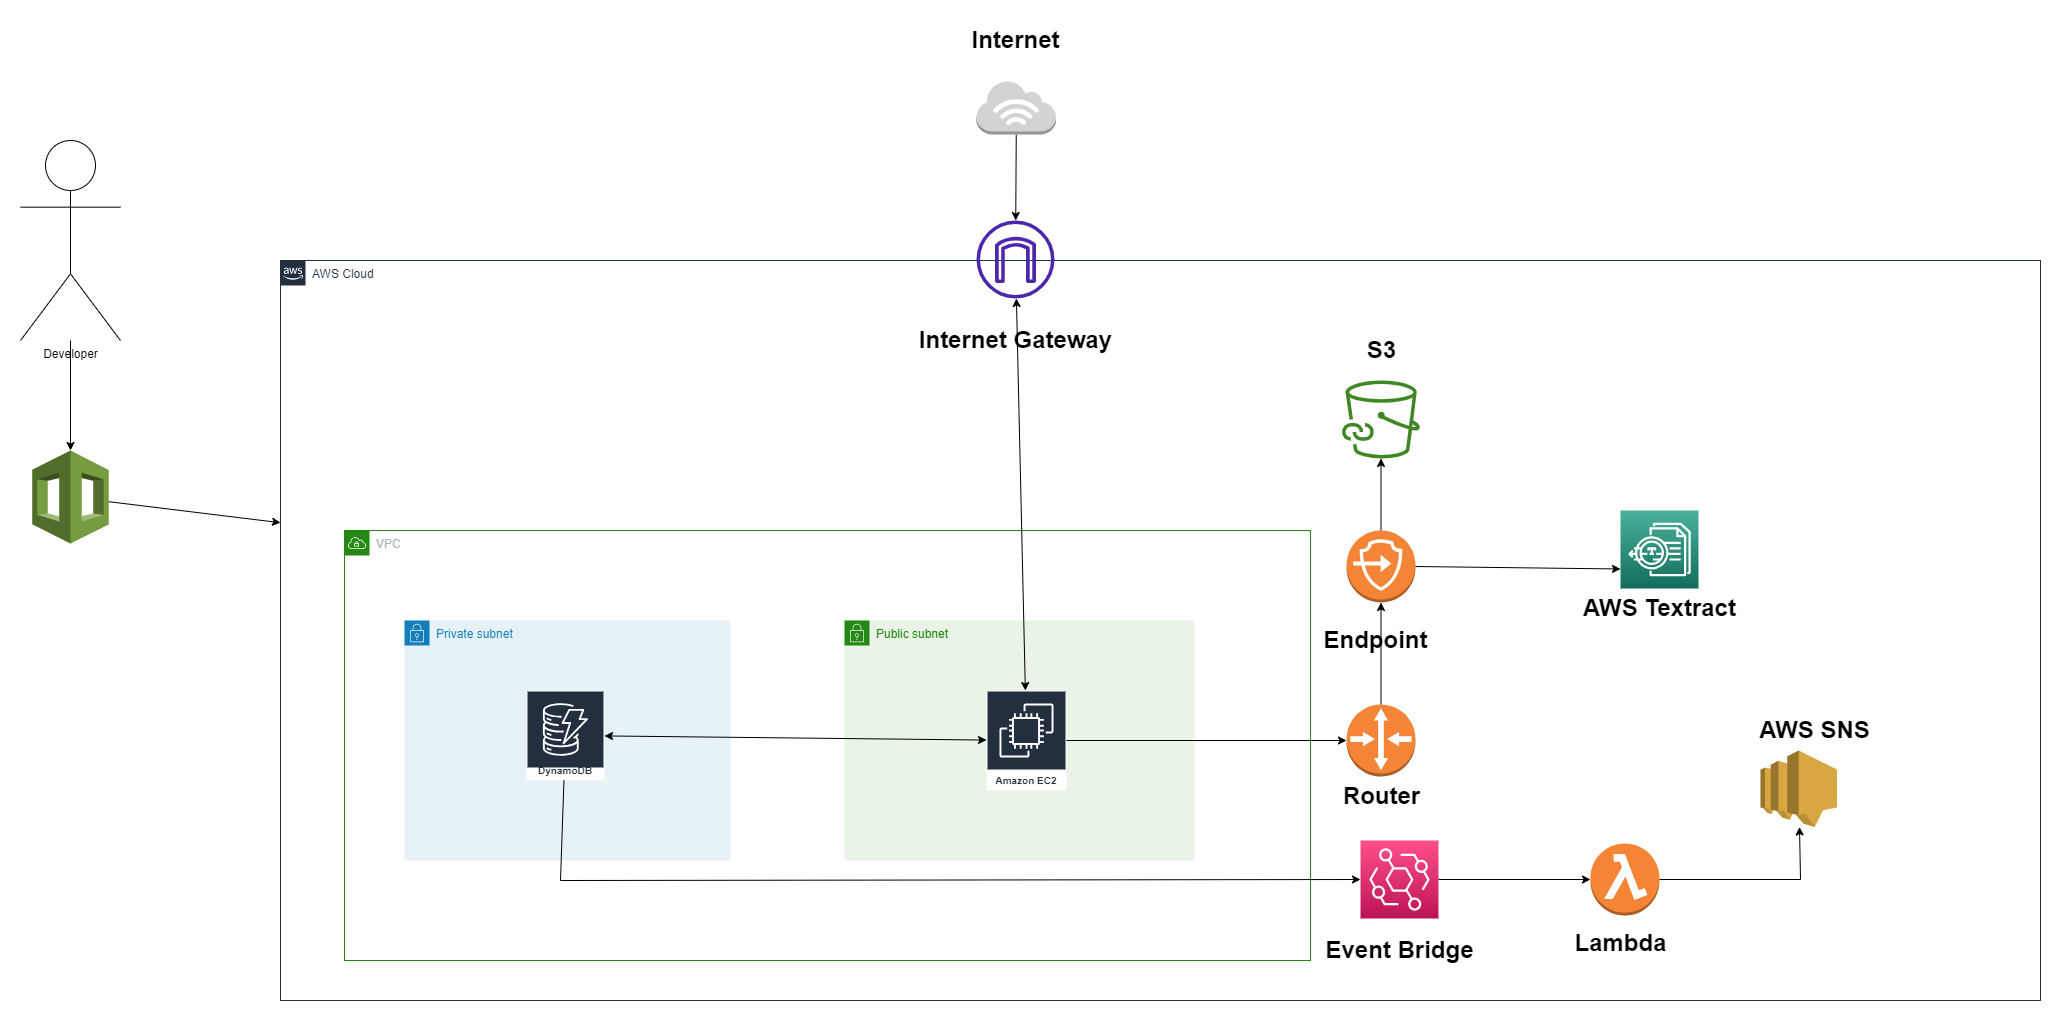 Internet
aws
AWS Cloud
Internet Gateway
Developer
S3
VPC
AWS Textract
Private subnet
Public subnet
Endpoint
DynamoDB
Amazon EC2
AWS SNS
Router
Event Bridge
Lambda